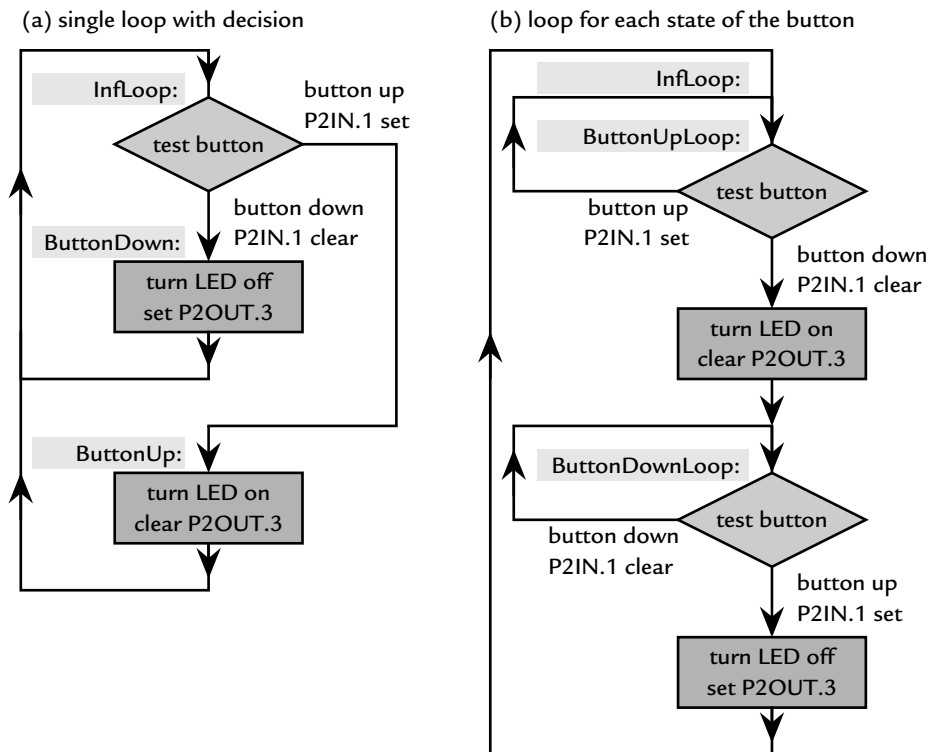 (a) single loop with decision
InfLoop:
button up
P2IN.1 set
test button
button down
P2IN.1 clear
ButtonDown:
turn LED off
set P2OUT.3
ButtonUp:
turn LED on
clear P2OUT.3
(b) loop for each state of the button
InfLoop:
ButtonUpLoop:
test button
button up
P2IN.1 set
button down
P2IN.1 clear
turn LED on
clear P2OUT.3
ButtonDownLoop:
test button
button down
P2IN.1 clear
button up
P2IN.1 set
turn LED off
set P2OUT.3